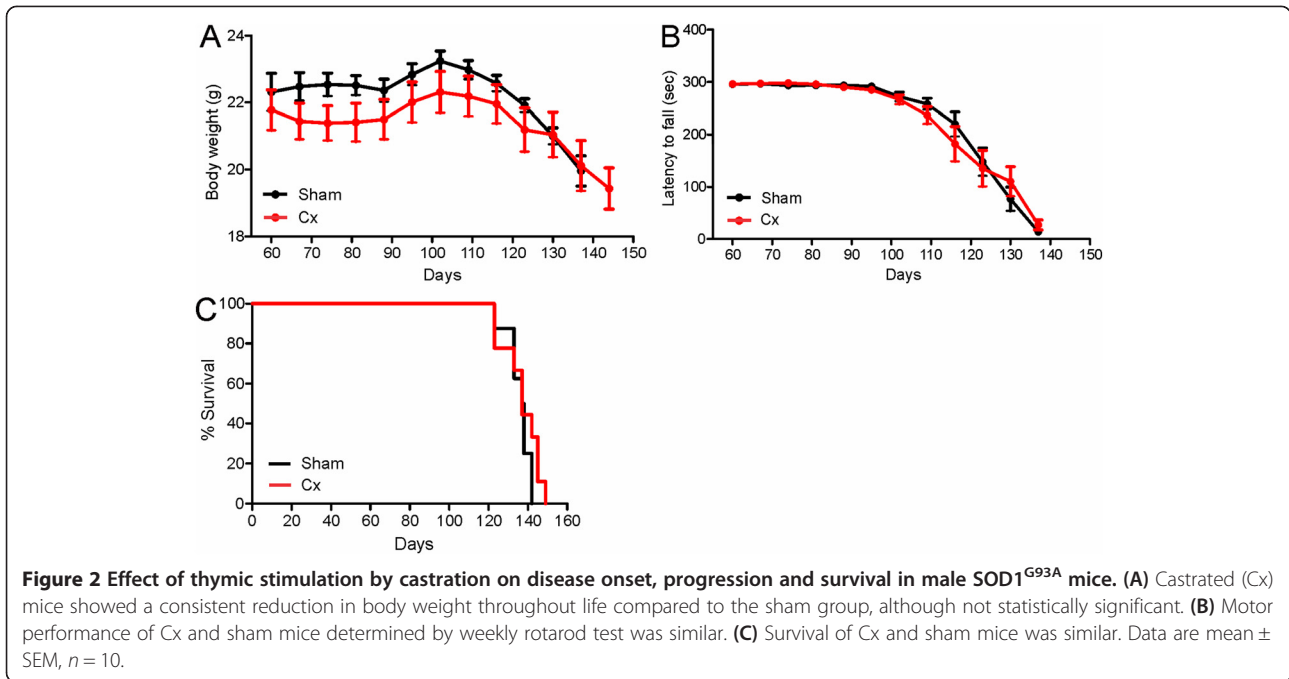 A
24
22
20
18
Body weight (g)
Sham
Cx
60 70 80 90 100 110 120 130 140 150
Days
B
400
300
200
100
0
Latency to fall (sec)
Sham
Cx
60 70 80 90 100 110 120 130 140 150
Days
C
100
80
60
40
20
0
% Survival
Sham
Cx
0 20 40 60 80 100 120 140 160
Days
Figure 2 Effect of thymic stimulation by castration on disease onset, progression and survival in male SOD1G93A mice. (A) Castrated (Cx)
mice showed a consistent reduction in body weight throughout life compared to the sham group, although not statistically significant. (B) Motor
performance of Cx and sham mice determined by weekly rotarod test was similar. (C) Survival of Cx and sham mice was similar. Data are mean ±
SEM, n = 10.